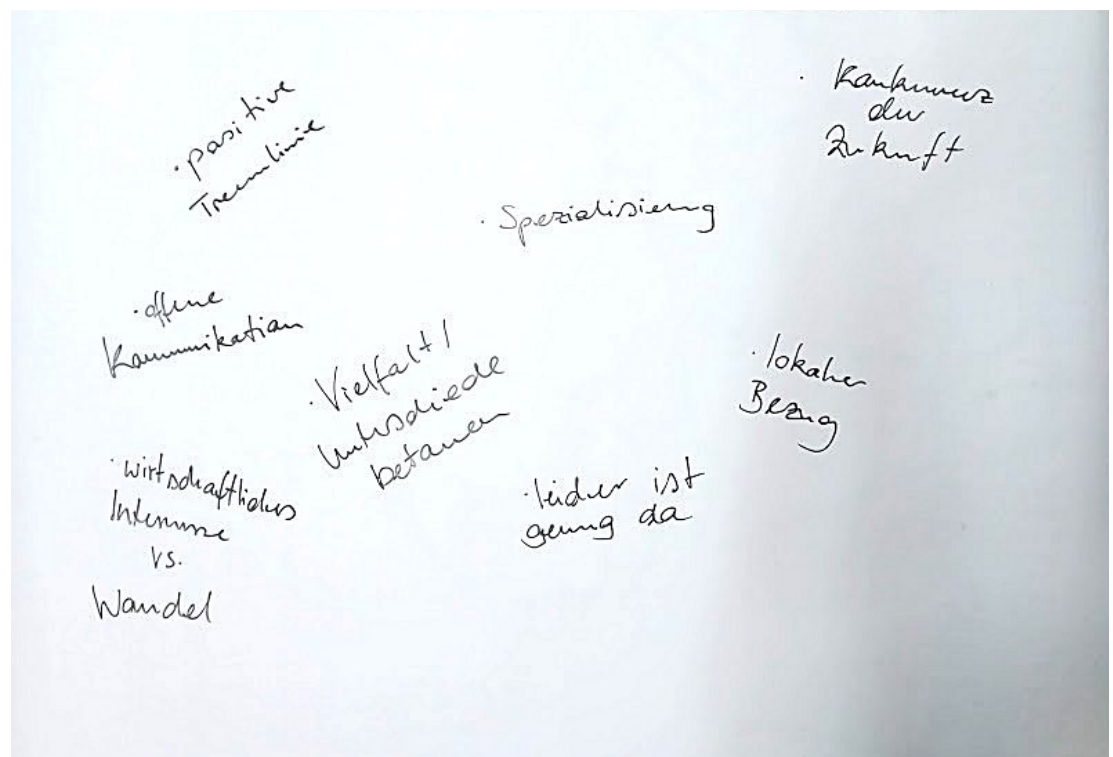 · positive
Trennlinie
· Konkurrenz
der
Zukunft
· Spezialisierung
· offene
Kommunikation
· Vielfalt /
Unterschiede
betonen
· lokaler
Bezug
· wirtschaftliches
Interesse
vs.
Wandel
· leider ist
genug da